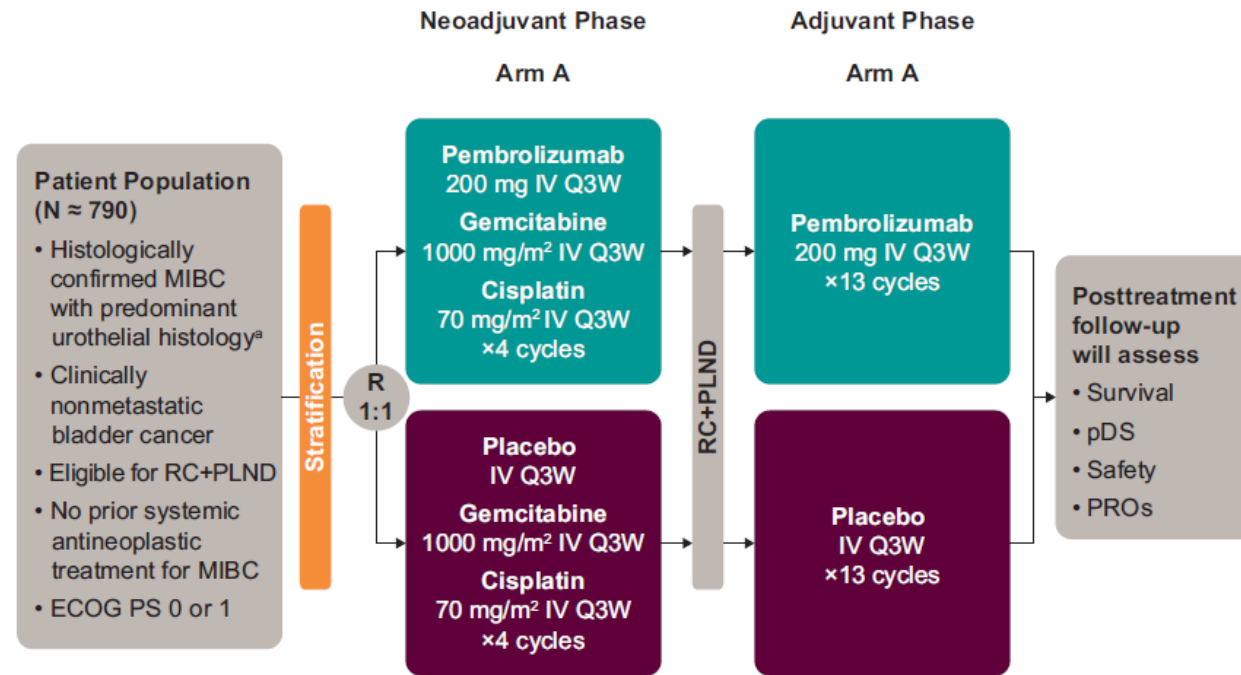 Neoadjuvant Phase
Arm A
Adjuvant Phase
Arm A
Patient Population
(N ≈ 790)
• Histologically
confirmed MIBC
with predominant
urothelial histologyᵃ
• Clinically
nonmetastatic
bladder cancer
• Eligible for RC+PLND
• No prior systemic
antineoplastic
treatment for MIBC
• ECOG PS 0 or 1
Stratification
R
1:1
Pembrolizumab
200 mg IV Q3W
Gemcitabine
1000 mg/m² IV Q3W
Cisplatin
70 mg/m² IV Q3W
×4 cycles
Placebo
IV Q3W
Gemcitabine
1000 mg/m² IV Q3W
Cisplatin
70 mg/m² IV Q3W
×4 cycles
RC+PLND
Pembrolizumab
200 mg IV Q3W
×13 cycles
Placebo
IV Q3W
×13 cycles
Posttreatment
follow-up
will assess
• Survival
• pDS
• Safety
• PROs